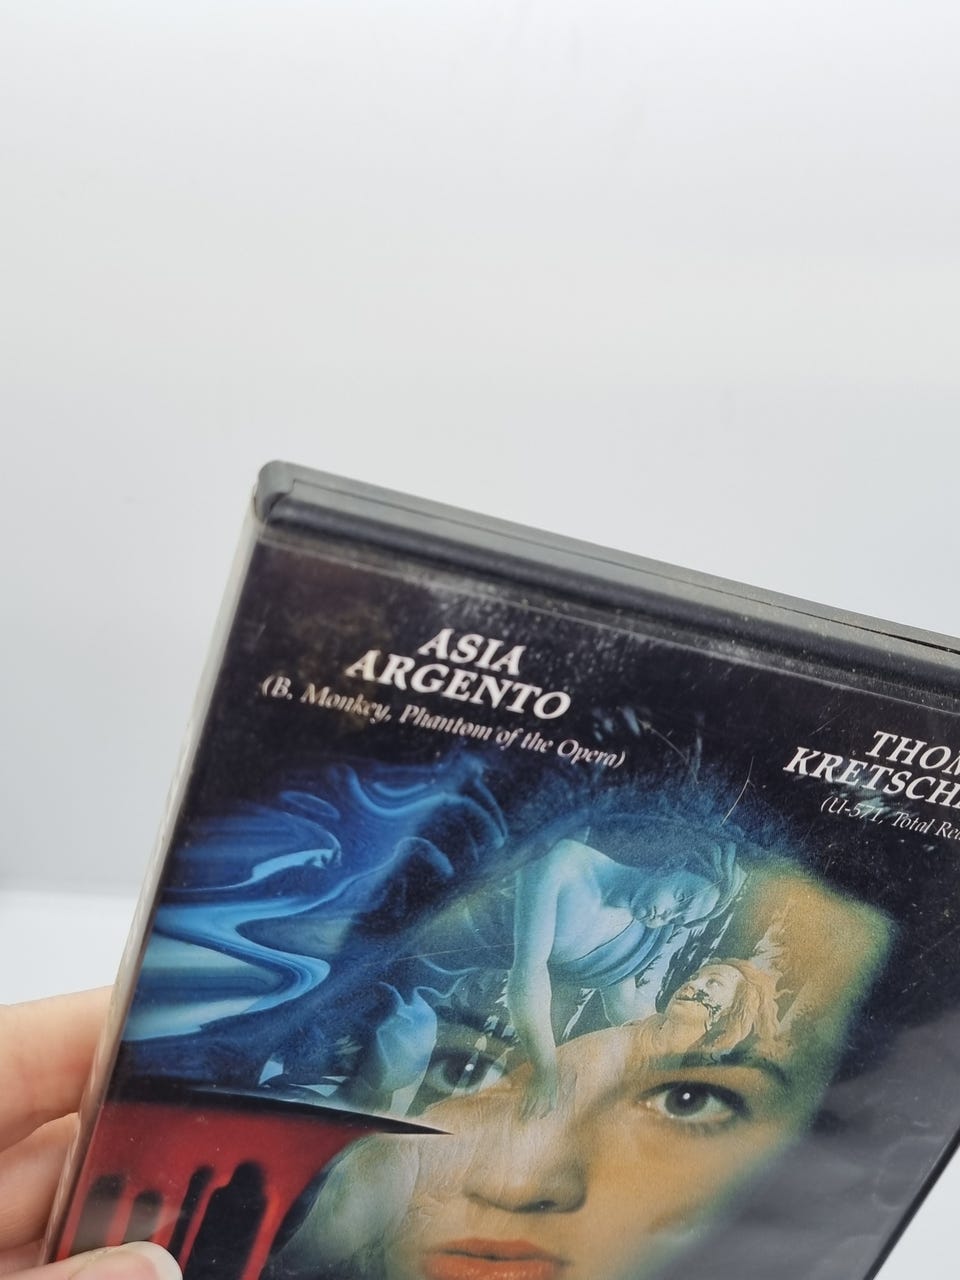 ASIA
ARGENTO
(B. Monkey, Phantom of the Opera)
THOM
KRETSCH
(U-571, Total Re